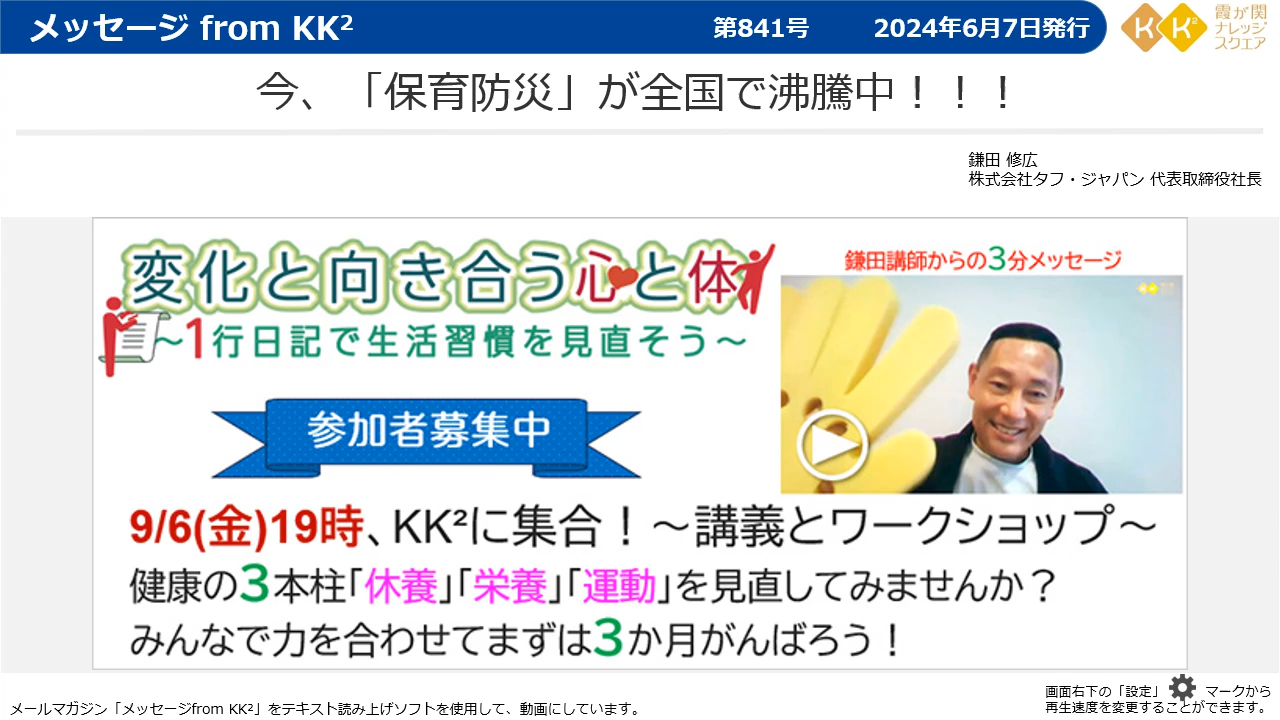 メッセージ from KK²
第841号
2024年6月7日発行
K K²
霞が関
ナレッジ
スクエア
今、「保育防災」が全国で沸騰中！！！
鎌田 修広
株式会社タフ・ジャパン 代表取締役社長
変化と向き合う心と体
～1行日記で生活習慣を見直そう～
鎌田講師からの3分メッセージ
参加者募集中
9/6(金)19時、KK²に集合！～講義とワークショップ～
健康の3本柱「休養」「栄養」「運動」を見直してみませんか？
みんなで力を合わせてまずは3か月がんばろう！
メールマガジン「メッセージfrom KK²」をテキスト読み上げソフトを使用して、動画にしています。
画面右下の「設定」 マークから
再生速度を変更することができます。